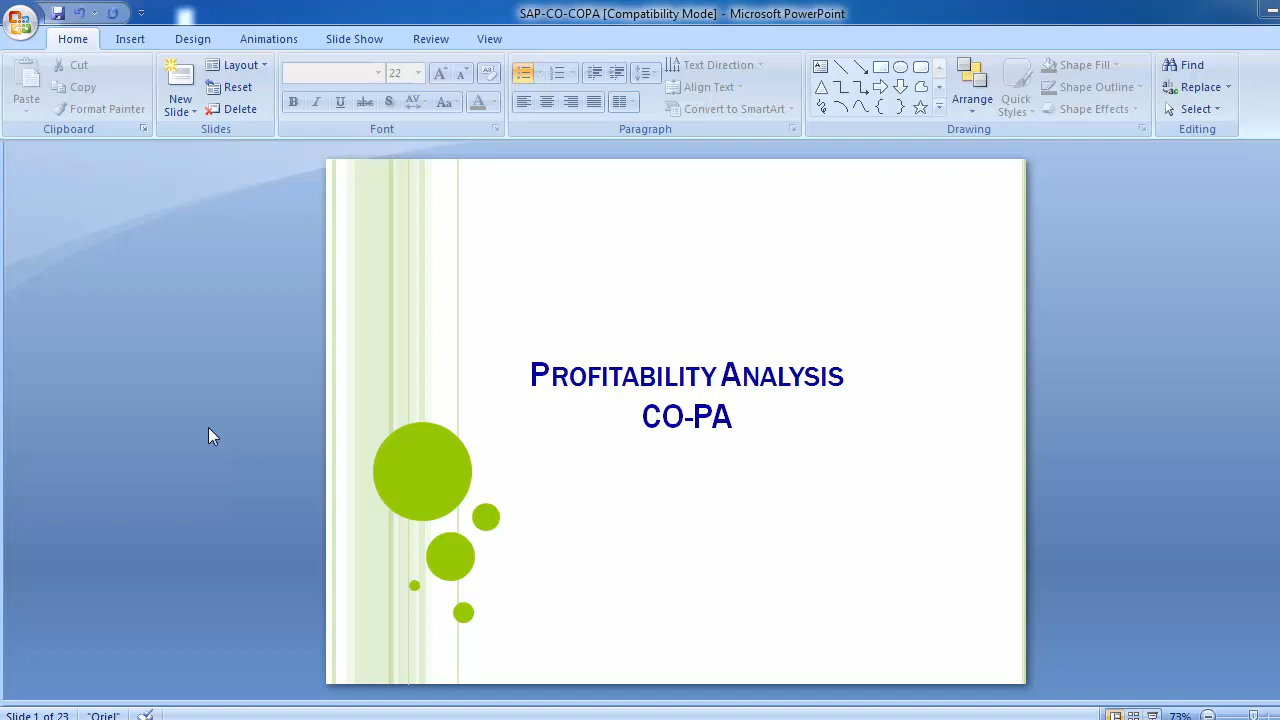 SAP-CO-COPA [Compatibility Mode] - Microsoft PowerPoint
Home Insert Design Animations Slide Show Review View
Paste
Cut
Copy
Format Painter
Clipboard
New
Slide
Layout
Reset
Delete
Slides
22
A A
B I U abc S AV Aa A
Font
Text Direction
Align Text
Convert to SmartArt
Paragraph
Arrange
Quick
Styles
Shape Fill
Shape Outline
Shape Effects
Drawing
Find
Replace
Select
Editing
PROFITABILITY ANALYSIS
CO-PA
Slide 1 of 23 "Oriel" 73%